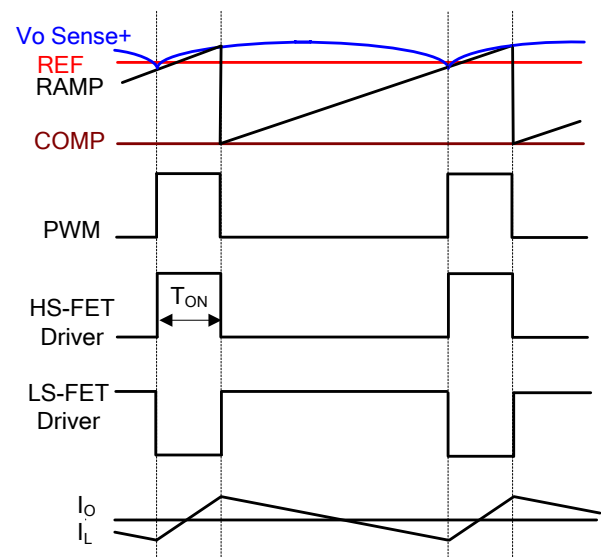 Vo Sense+
REF
RAMP
COMP
PWM
HS-FET
Driver
TON
LS-FET
Driver
IO
IL